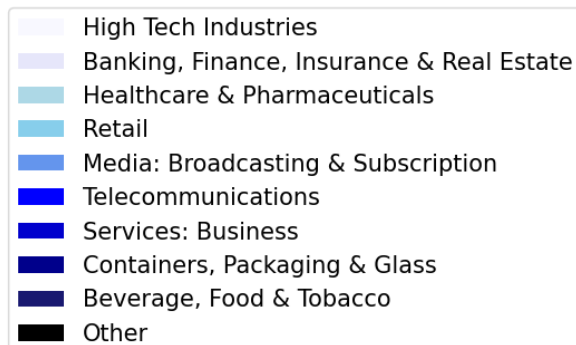 High Tech Industries
Banking, Finance, Insurance & Real Estate
Healthcare & Pharmaceuticals
Retail
Media: Broadcasting & Subscription
Telecommunications
Services: Business
Containers, Packaging & Glass
Beverage, Food & Tobacco
Other